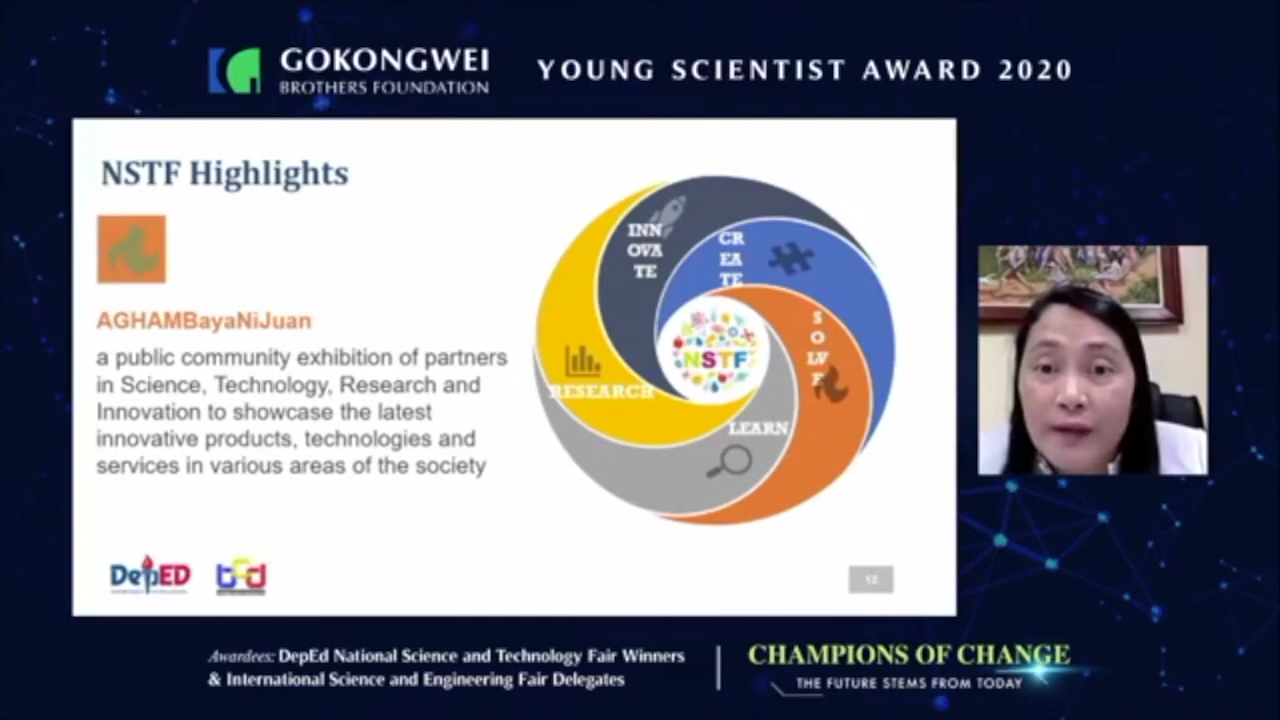 GOKONGWEI
BROTHERS FOUNDATION
YOUNG SCIENTIST AWARD 2020
NSTF Highlights
AGHAMBayaNiJuan
a public community exhibition of partners
in Science, Technology, Research and
Innovation to showcase the latest
innovative products, technologies and
services in various areas of the society
INN
OVA
TE
CR
EA
TE
S
O
LV
E
NSTF
RESEARCH
LEARN
DepED
bEd
12
Awardees: DepEd National Science and Technology Fair Winners
& International Science and Engineering Fair Delegates
CHAMPIONS OF CHANGE
THE FUTURE STEMS FROM TODAY